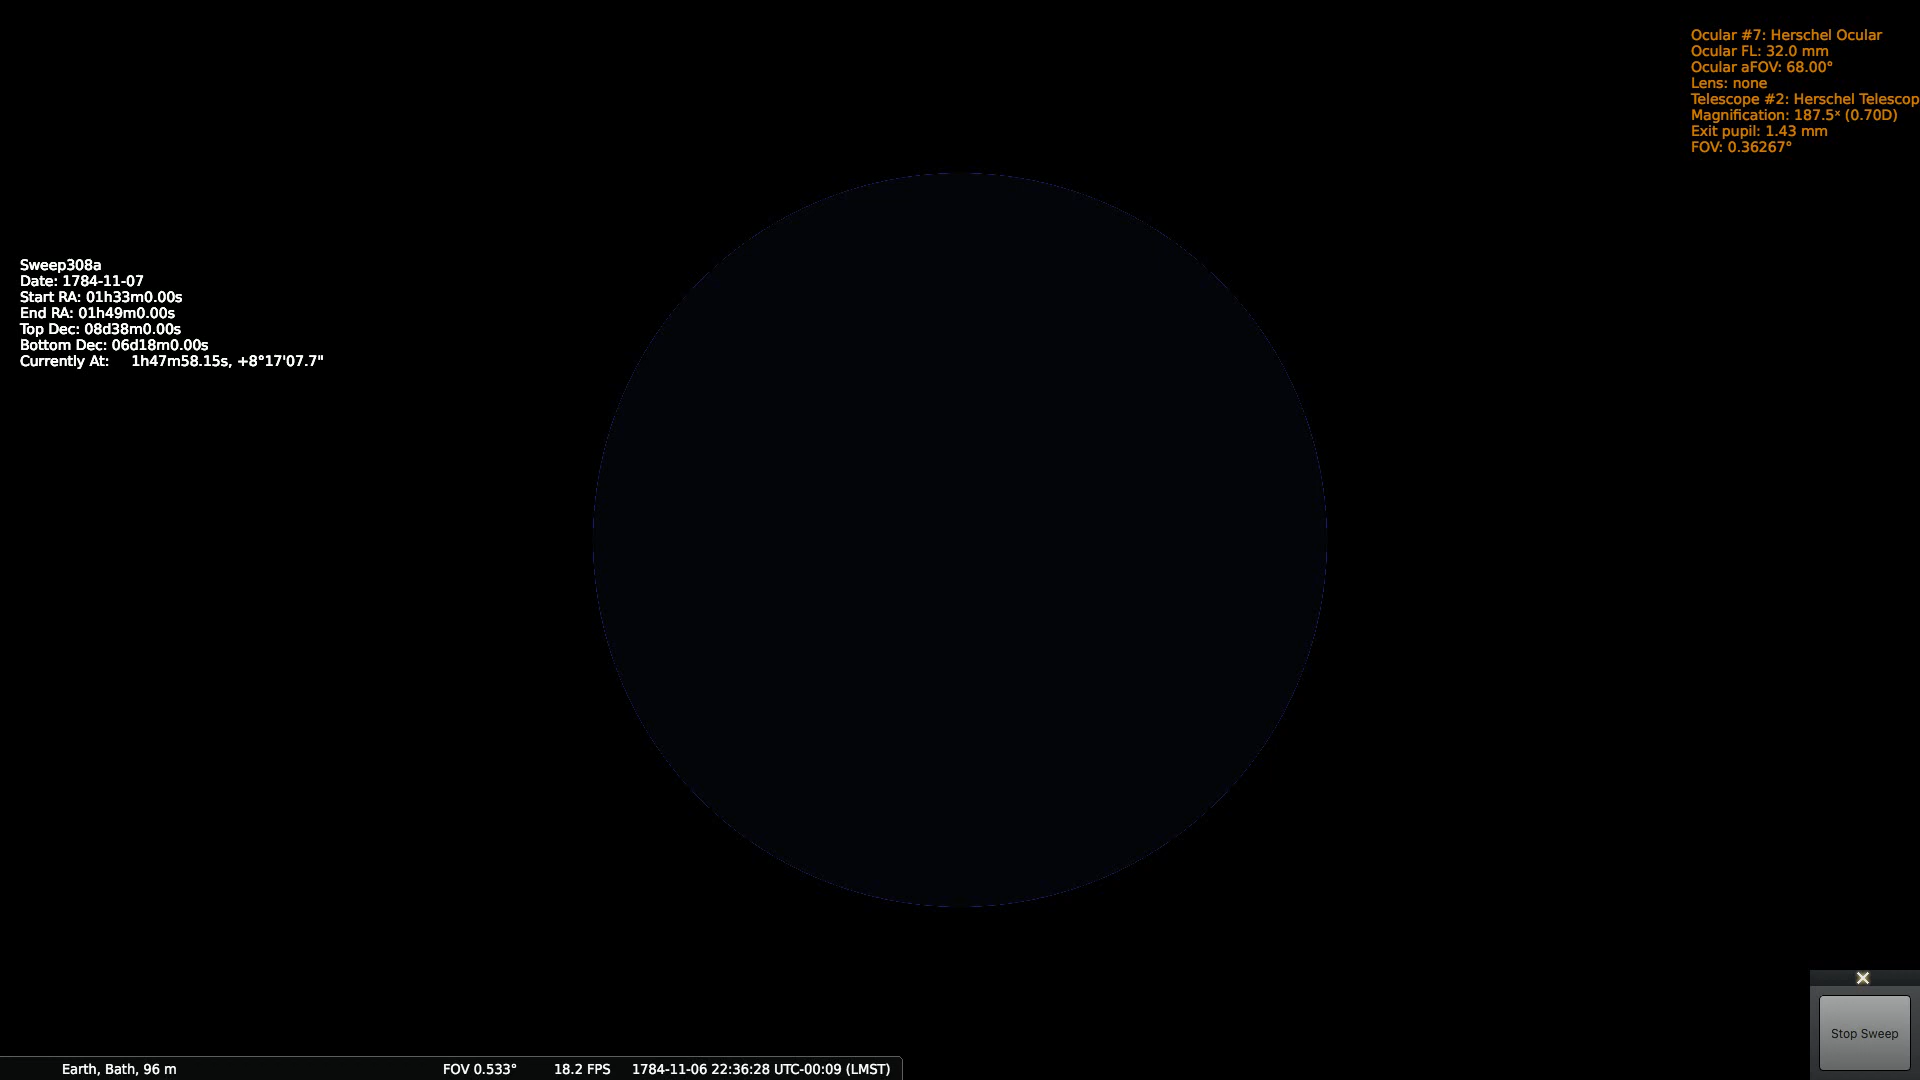 Ocular #7: Herschel Ocular
Ocular FL: 32.0 mm
Ocular aFOV: 68.00°
Lens: none
Telescope #2: Herschel Telescop
Magnification: 187.5ˣ (0.70D)
Exit pupil: 1.43 mm
FOV: 0.36267°
Sweep308a
Date: 1784-11-07
Start RA: 01h33m0.00s
End RA: 01h49m0.00s
Top Dec: 08d38m0.00s
Bottom Dec: 06d18m0.00s
Currently At: 1h47m58.15s, +8°17'07.7"
Stop Sweep
Earth, Bath, 96 m FOV 0.533° 18.2 FPS 1784-11-06 22:36:28 UTC-00:09 (LMST)